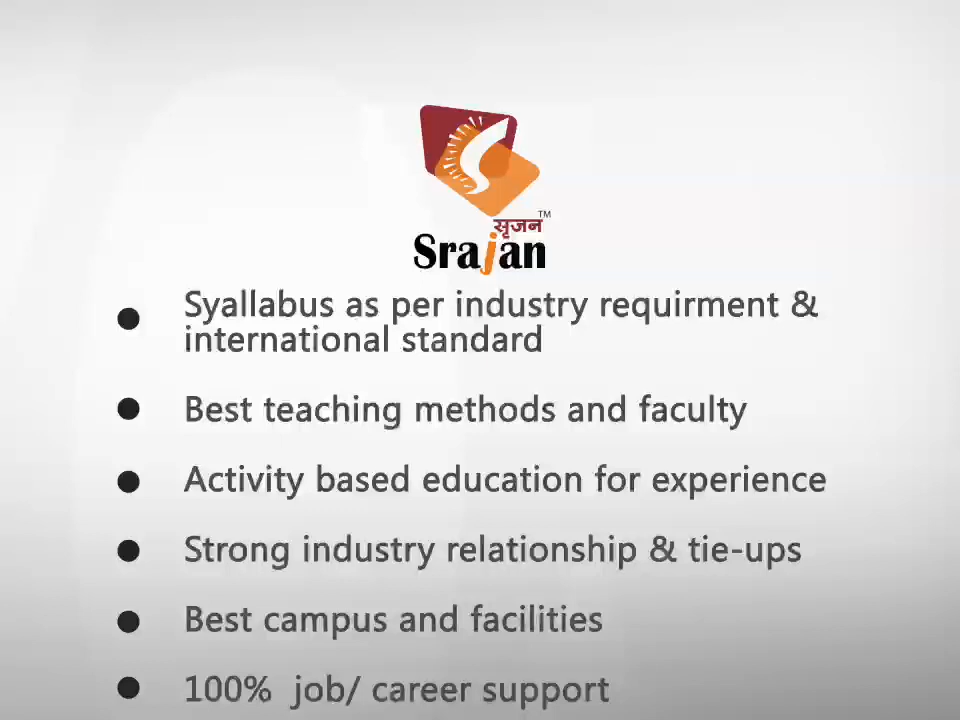 TM
सृजन
Srajan
● Syallabus as per industry requirment &
international standard
● Best teaching methods and faculty
● Activity based education for experience
● Strong industry relationship & tie-ups
● Best campus and facilities
● 100% job/ career support